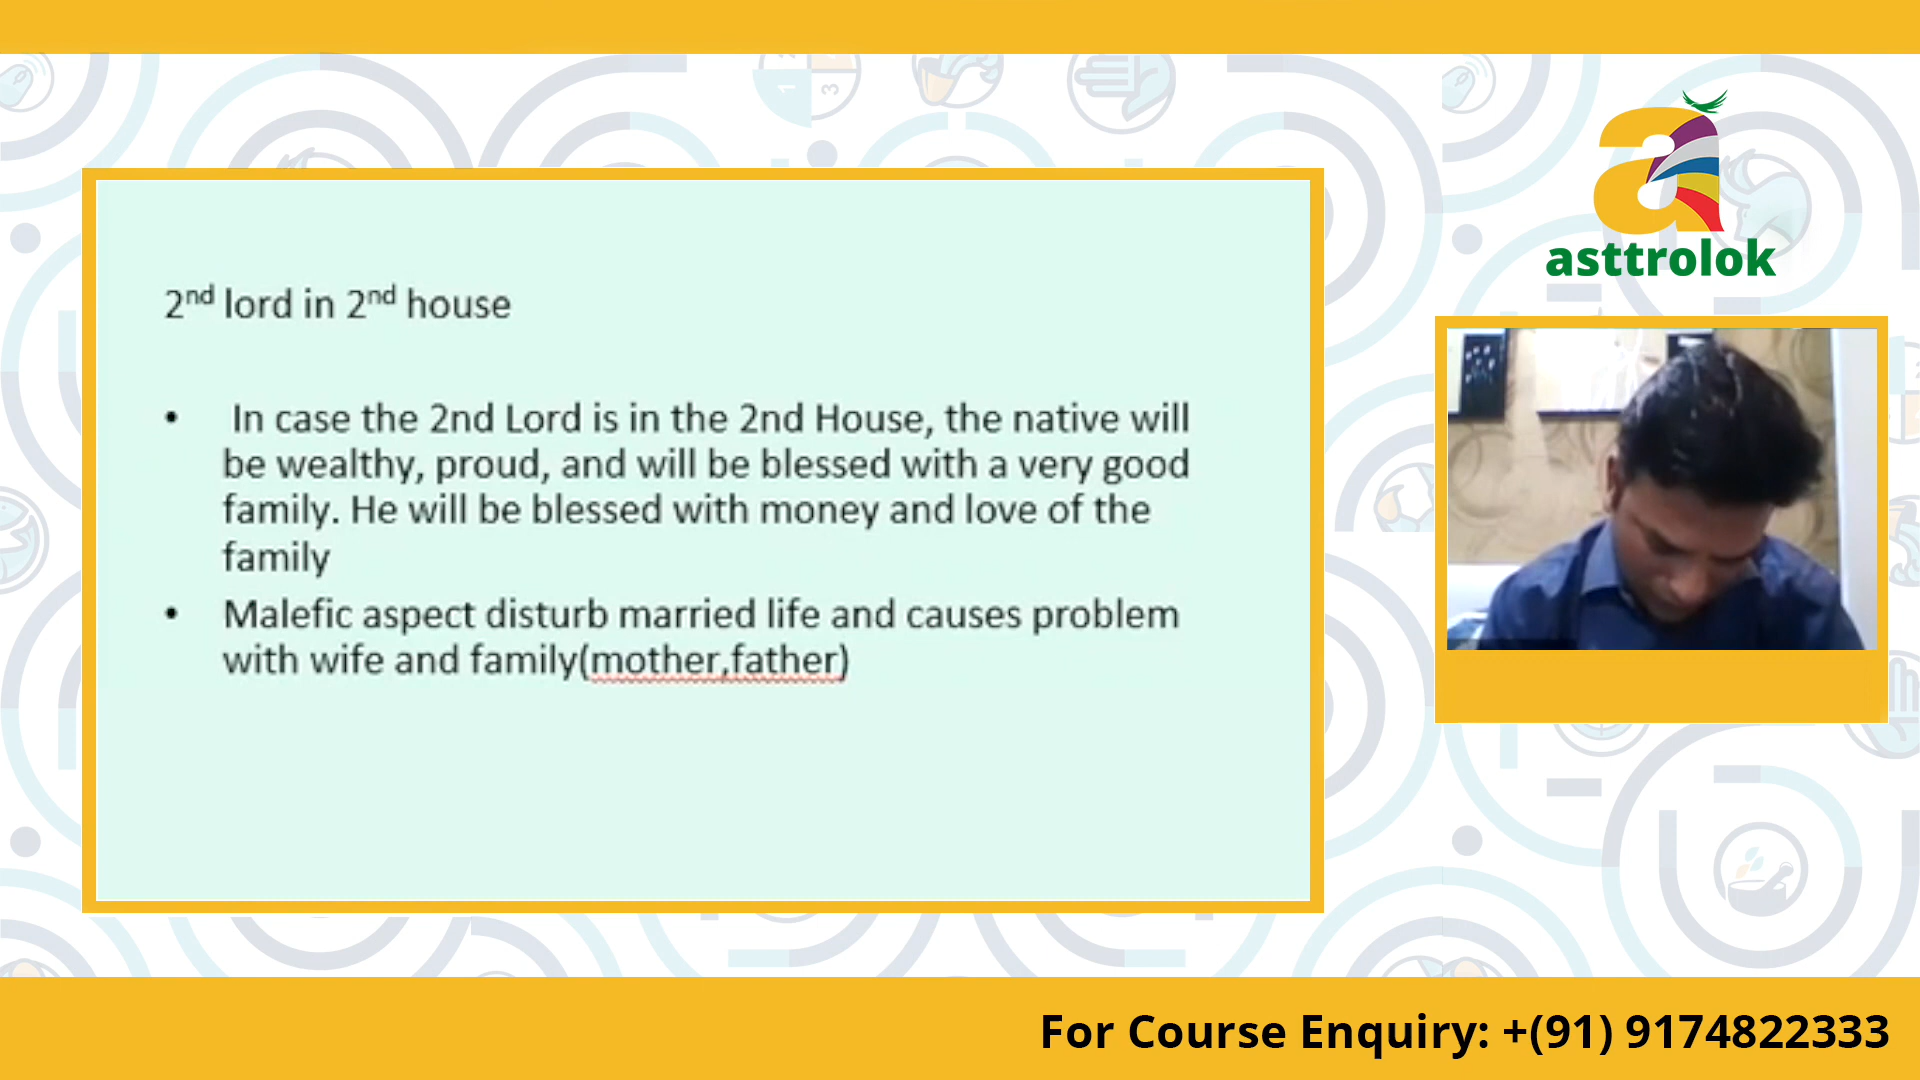 asttrolok
2nd lord in 2nd house
• In case the 2nd Lord is in the 2nd House, the native will
be wealthy, proud, and will be blessed with a very good
family. He will be blessed with money and love of the
family
• Malefic aspect disturb married life and causes problem
with wife and family(mother,father)
For Course Enquiry: +(91) 9174822333